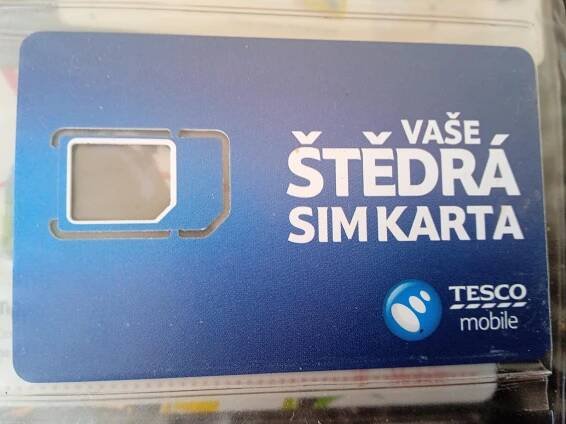 VAŠE
ŠTĚDRÁ
SIM KARTA
TESCO
mobile